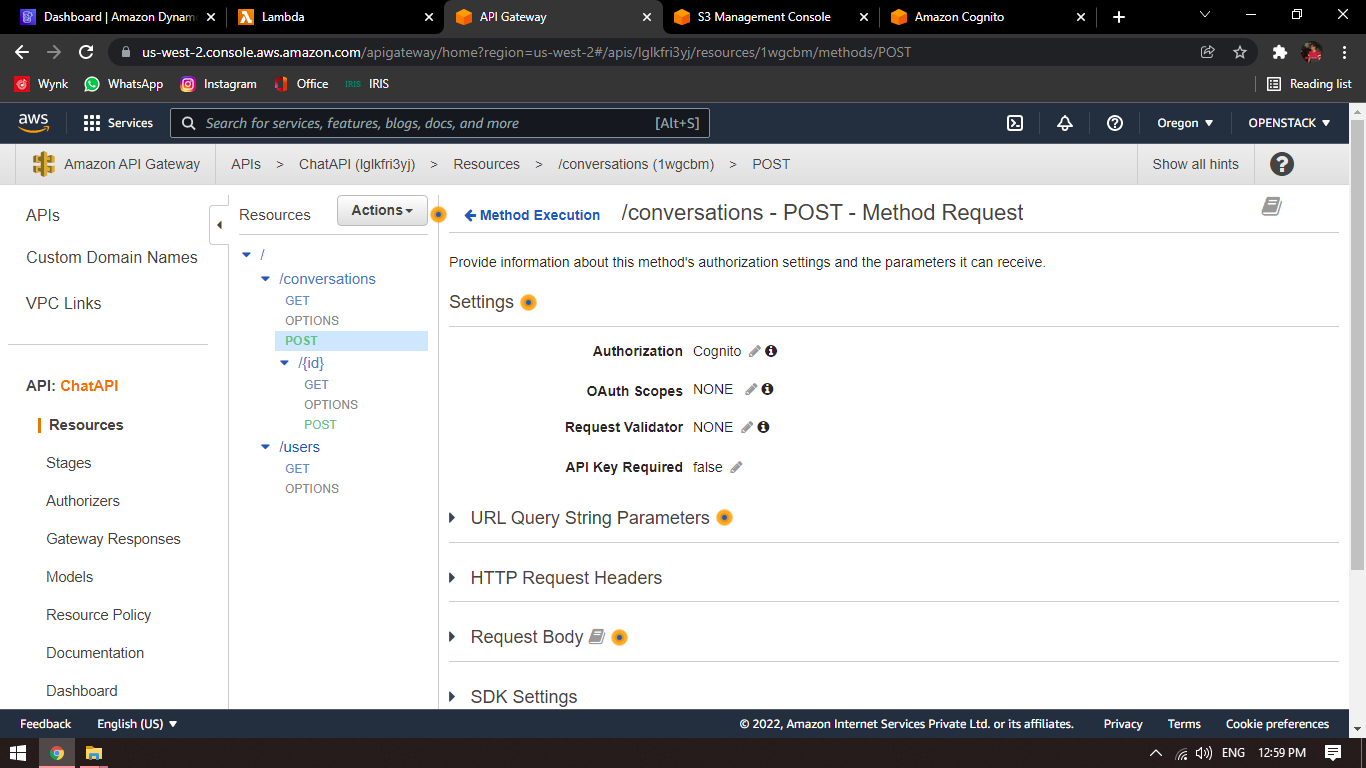 Dashboard | Amazon Dynam
Lambda
API Gateway
S3 Management Console
Amazon Cognito
us-west-2.console.aws.amazon.com/apigateway/home?region=us-west-2#/apis/lglkfri3yj/resources/1wgcbm/methods/POST
Wynk
WhatsApp
Instagram
Office
IRIS IRIS
Reading list
aws
Services
Search for services, features, blogs, docs, and more [Alt+S]
Oregon
OPENSTACK
Amazon API Gateway
APIs > ChatAPI (lglkfri3yj) > Resources > /conversations (1wgcbm) > POST
Show all hints
APIs
Custom Domain Names
VPC Links
API: ChatAPI
Resources
Stages
Authorizers
Gateway Responses
Models
Resource Policy
Documentation
Dashboard
Resources
Actions
/
/conversations
GET
OPTIONS
POST
/{id}
GET
OPTIONS
POST
/users
GET
OPTIONS
Method Execution
/conversations - POST - Method Request
Provide information about this method's authorization settings and the parameters it can receive.
Settings
Authorization Cognito
OAuth Scopes NONE
Request Validator NONE
API Key Required false
URL Query String Parameters
HTTP Request Headers
Request Body
SDK Settings
Feedback
English (US)
© 2022, Amazon Internet Services Private Ltd. or its affiliates.
Privacy
Terms
Cookie preferences
ENG
12:59 PM